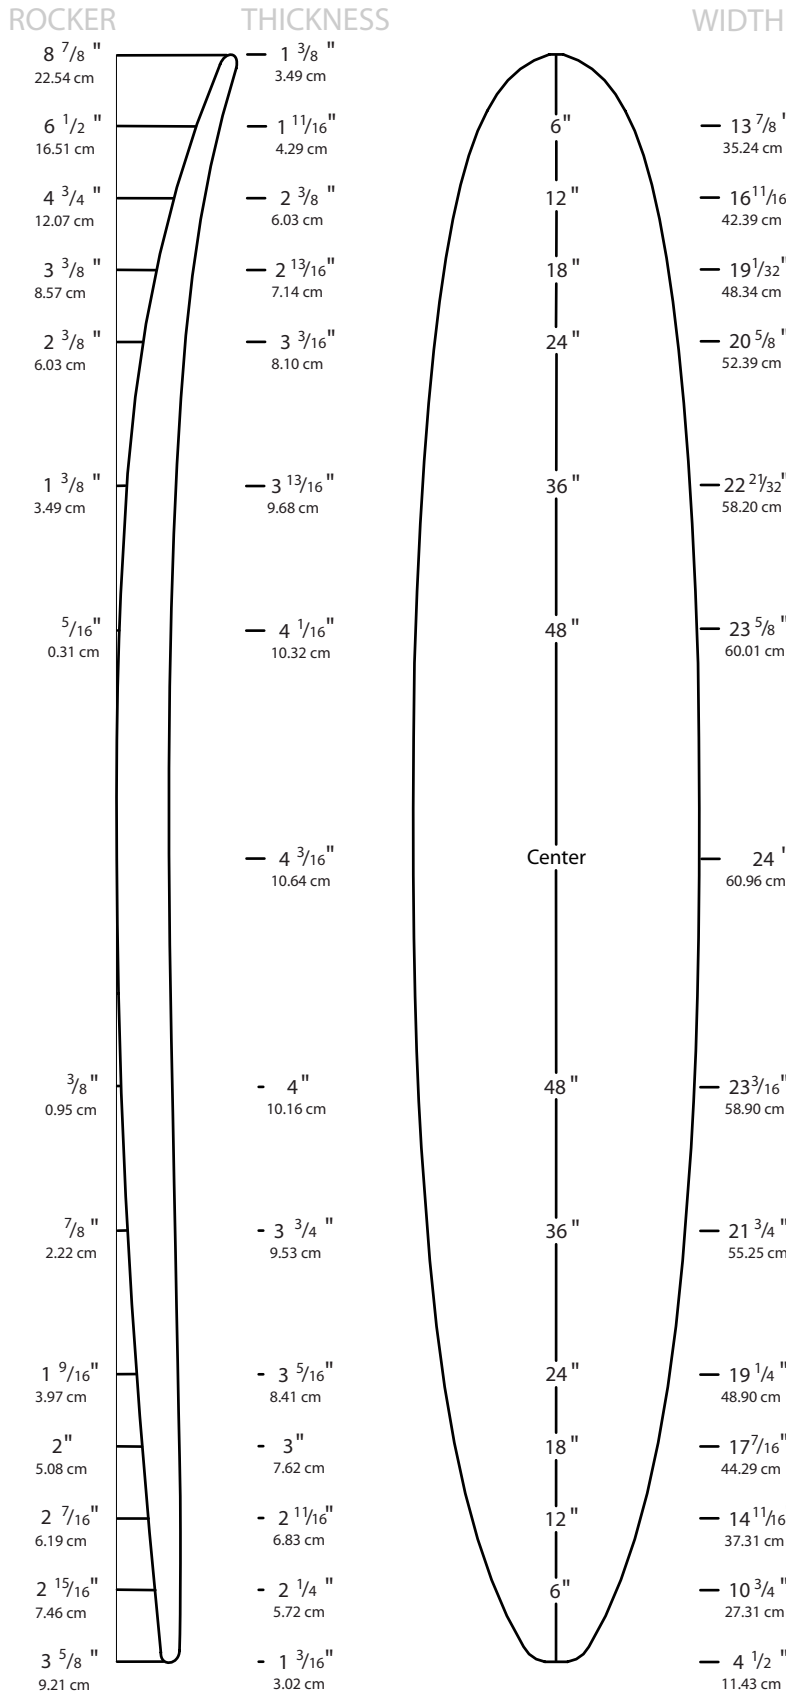 ROCKER THICKNESS WIDTH
8 7/8 " 1 3/8 "
22.54 cm 3.49 cm
6 1/2 " 1 11/16" 6" 13 7/8 "
16.51 cm 4.29 cm 35.24 cm
4 3/4 " 2 3/8 " 12" 16 11/16
12.07 cm 6.03 cm 42.39 cm
3 3/8 " 2 13/16" 18" 19 1/32"
8.57 cm 7.14 cm 48.34 cm
2 3/8 " 3 3/16" 24" 20 5/8 "
6.03 cm 8.10 cm 52.39 cm
1 3/8 " 3 13/16" 36" 22 21/32"
3.49 cm 9.68 cm 58.20 cm
5/16" 4 1/16" 48" 23 5/8 "
0.31 cm 10.32 cm 60.01 cm
4 3/16" Center 24 "
10.64 cm 60.96 cm
3/8 " 4" 48" 23 3/16"
0.95 cm 10.16 cm 58.90 cm
7/8 " 3 3/4 " 36" 21 3/4 "
2.22 cm 9.53 cm 55.25 cm
1 9/16" 3 5/16" 24" 19 1/4 "
3.97 cm 8.41 cm 48.90 cm
2" 3" 18" 17 7/16"
5.08 cm 7.62 cm 44.29 cm
2 7/16" 2 11/16" 12" 14 11/16
6.19 cm 6.83 cm 37.31 cm
2 15/16" 2 1/4 " 6" 10 3/4 "
7.46 cm 5.72 cm 27.31 cm
3 5/8 " 1 3/16" 4 1/2 "
9.21 cm 3.02 cm 11.43 cm